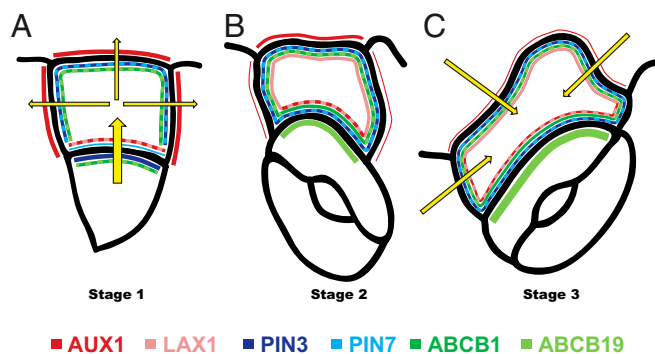 A B C
Stage 1 Stage 2 Stage 3
AUX1 LAX1 PIN3 PIN7 ABCB1 ABCB19